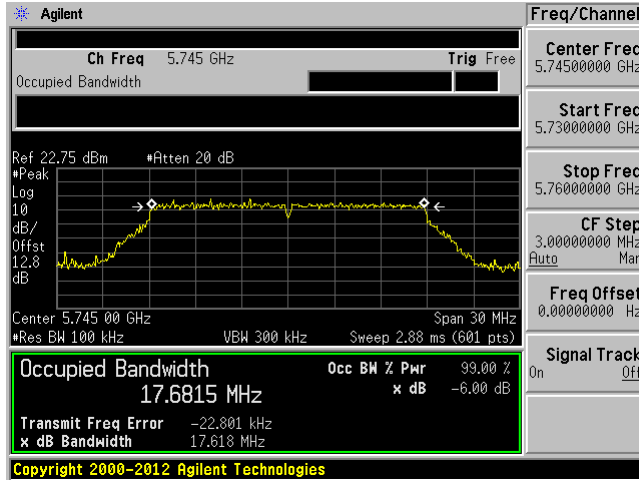 Agilent
Freq/Channel
Ch Freq 5.745 GHz Trig Free
Occupied Bandwidth
Center Freq
5.74500000 GHz
Start Freq
5.73000000 GHz
Stop Freq
5.76000000 GHz
CF Step
3.00000000 MHz
Auto Man
Freq Offset
0.00000000 Hz
Signal Track
On Off
Ref 22.75 dBm #Atten 20 dB
#Peak
Log
10
dB/
Offst
12.8
dB
Center 5.745 00 GHz Span 30 MHz
#Res BW 100 kHz VBW 300 kHz Sweep 2.88 ms (601 pts)
Occupied Bandwidth Occ BW % Pwr 99.00 %
17.6815 MHz x dB -6.00 dB
Transmit Freq Error -22.801 kHz
x dB Bandwidth 17.618 MHz
Copyright 2000-2012 Agilent Technologies